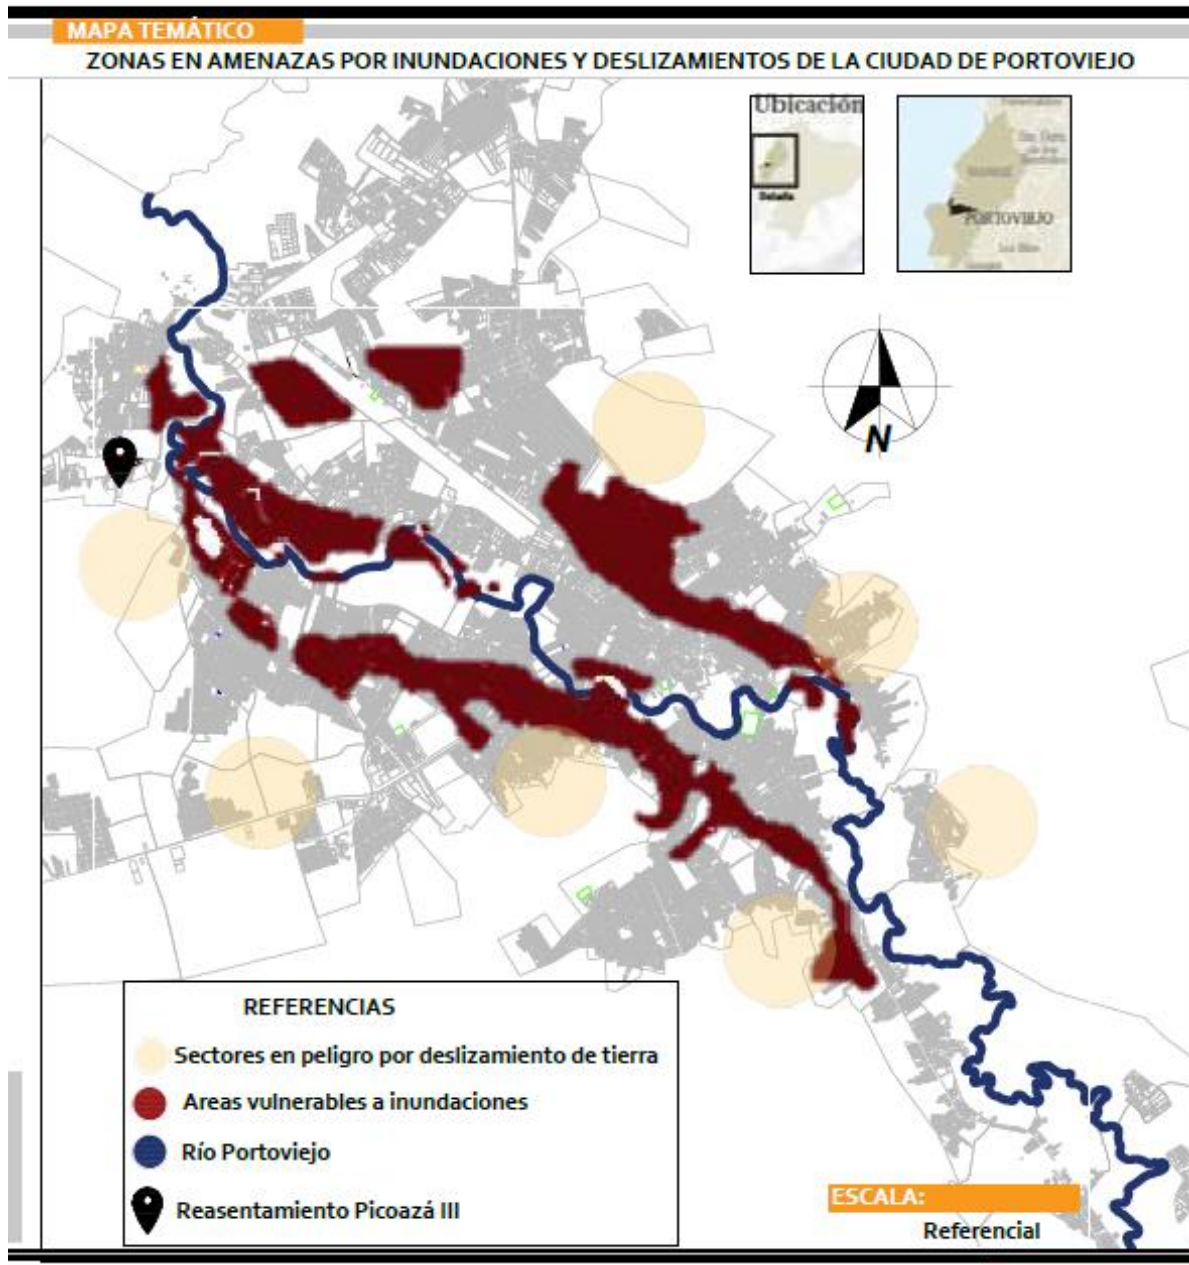 MAPA TEMÁTICO
ZONAS EN AMENAZAS POR INUNDACIONES Y DESLIZAMIENTOS DE LA CIUDAD DE PORTOVIEJO
Ubicación
PORTOVIEJO
N
REFERENCIAS
Sectores en peligro por deslizamiento de tierra
Areas vulnerables a inundaciones
Río Portoviejo
Reasentamiento Picoazá III
ESCALA:
Referencial